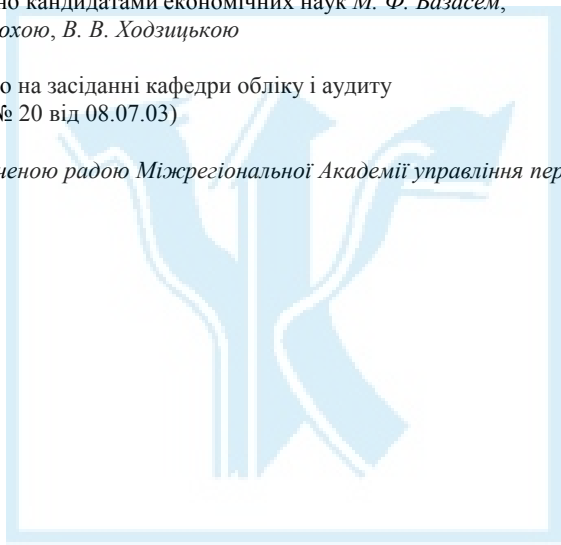 но кандидатами економічних наук М. Ф. Базасем,
охою, В. В. Ходзицькою
о на засіданні кафедри обліку і аудиту
№ 20 від 08.07.03)
ченою радою Міжрегіональної Академії управління пер